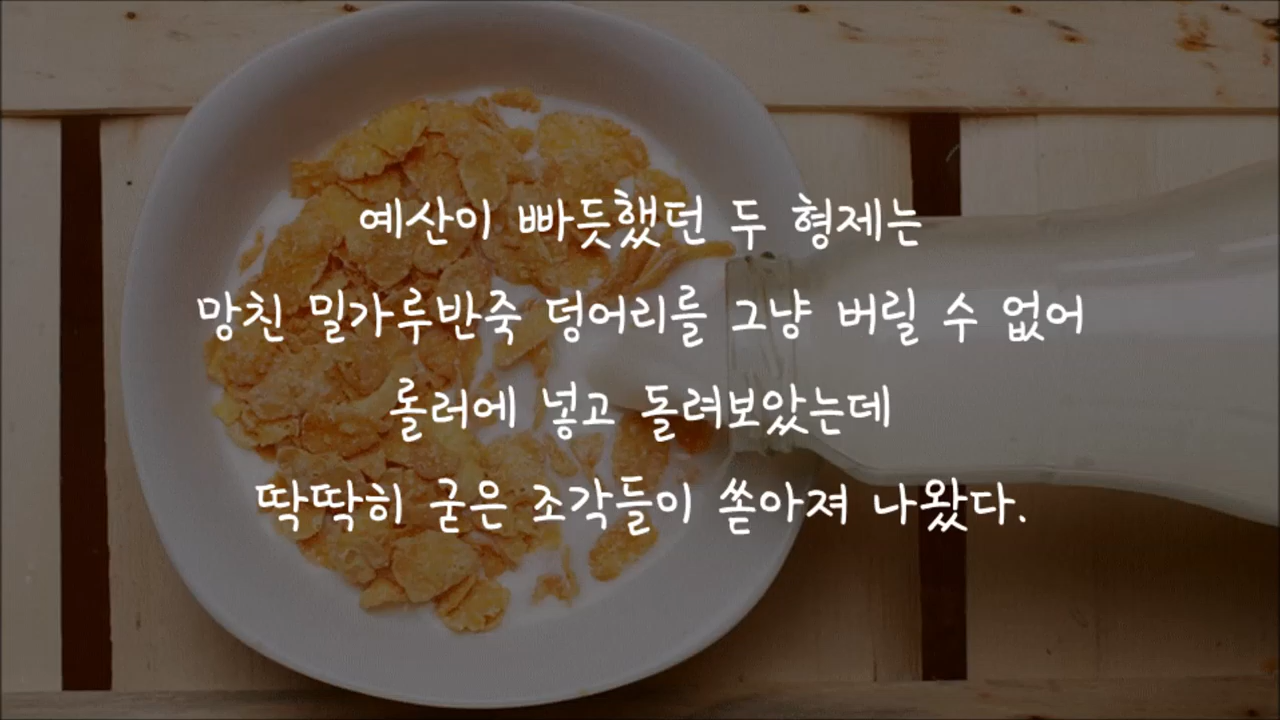 예산이 빠듯했던 두 형제는
망친 밀가루반죽 덩어리를 그냥 버릴 수 없어
롤러에 넣고 돌려보았는데
딱딱히 굳은 조각들이 쏟아져 나왔다.